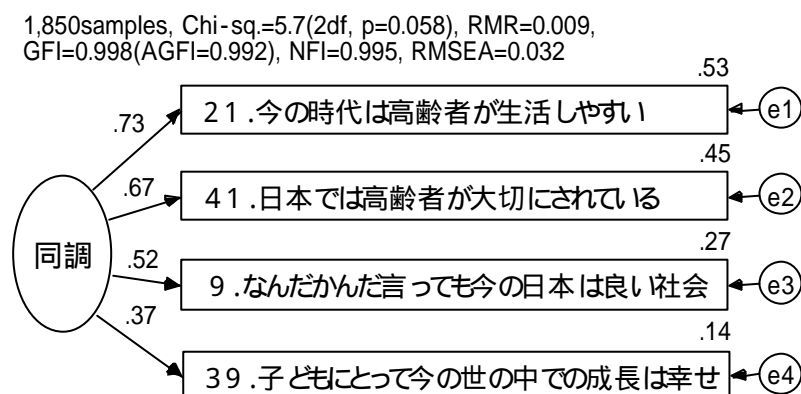 1,850samples, Chi-sq.=5.7(2df, p=0.058), RMR=0.009,
GFI=0.998(AGFI=0.992), NFI=0.995, RMSEA=0.032
.53
.73
21.今の時代は高齢者が生活しやすい
e1
.45
.67
41.日本では高齢者が大切にされている
e2
.27
同調
.52
9.なんだかんだ言っても今の日本は良い社会
e3
.37
.14
39.子どもにとって今の世の中での成長は幸せ
e4